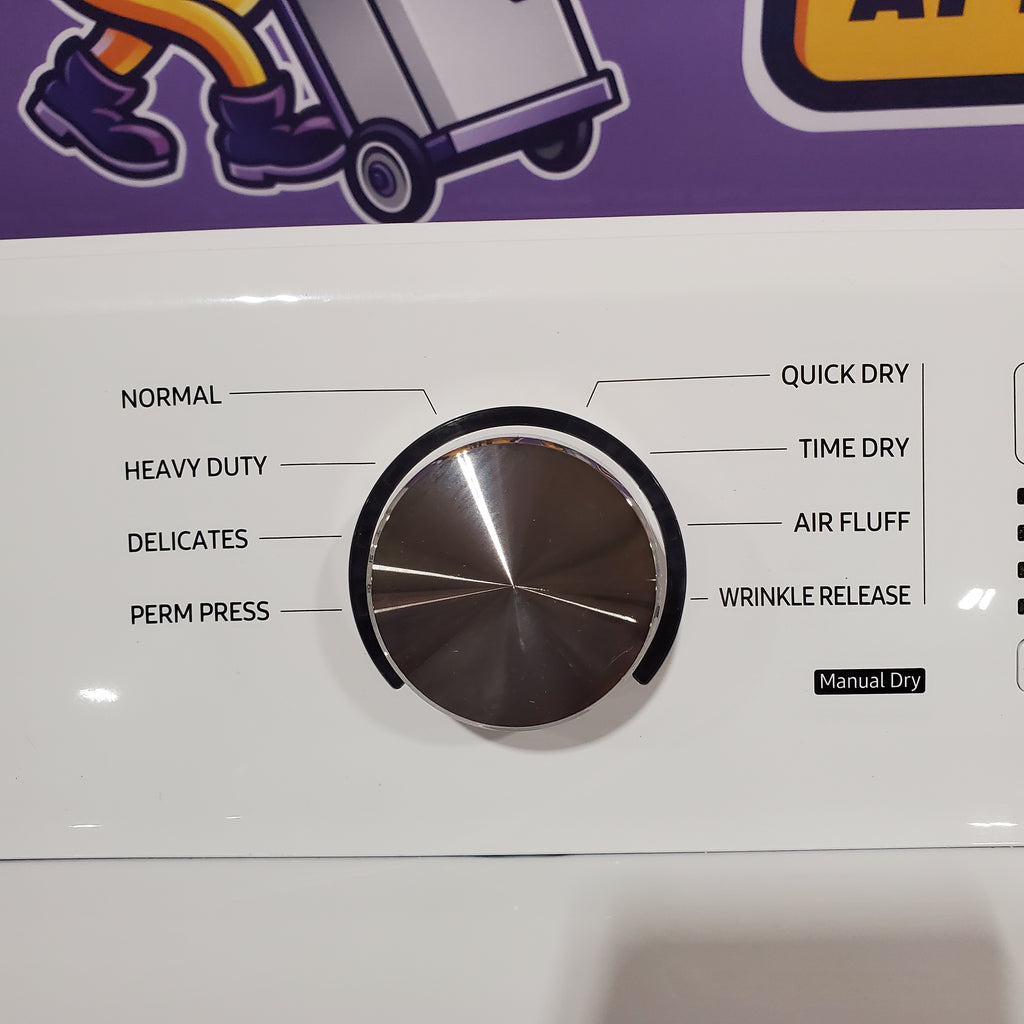 NORMAL
HEAVY DUTY
DELICATES
PERM PRESS
QUICK DRY
TIME DRY
AIR FLUFF
WRINKLE RELEASE
Manual Dry